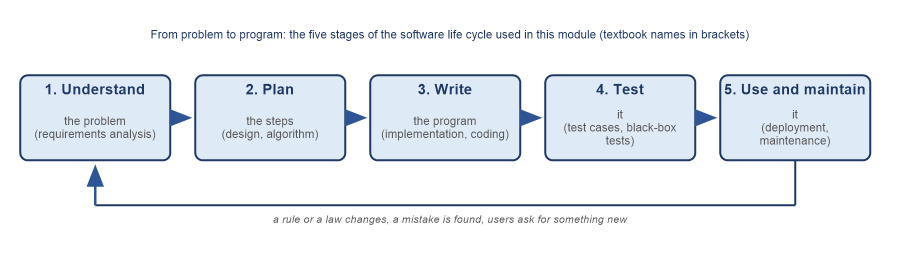 From problem to program: the five stages of the software life cycle used in this module (textbook names in brackets)
1. Understand
the problem
(requirements analysis)
2. Plan
the steps
(design, algorithm)
3. Write
the program
(implementation, coding)
4. Test
it
(test cases, black-box
tests)
5. Use and maintain
it
(deployment,
maintenance)
a rule or a law changes, a mistake is found, users ask for something new